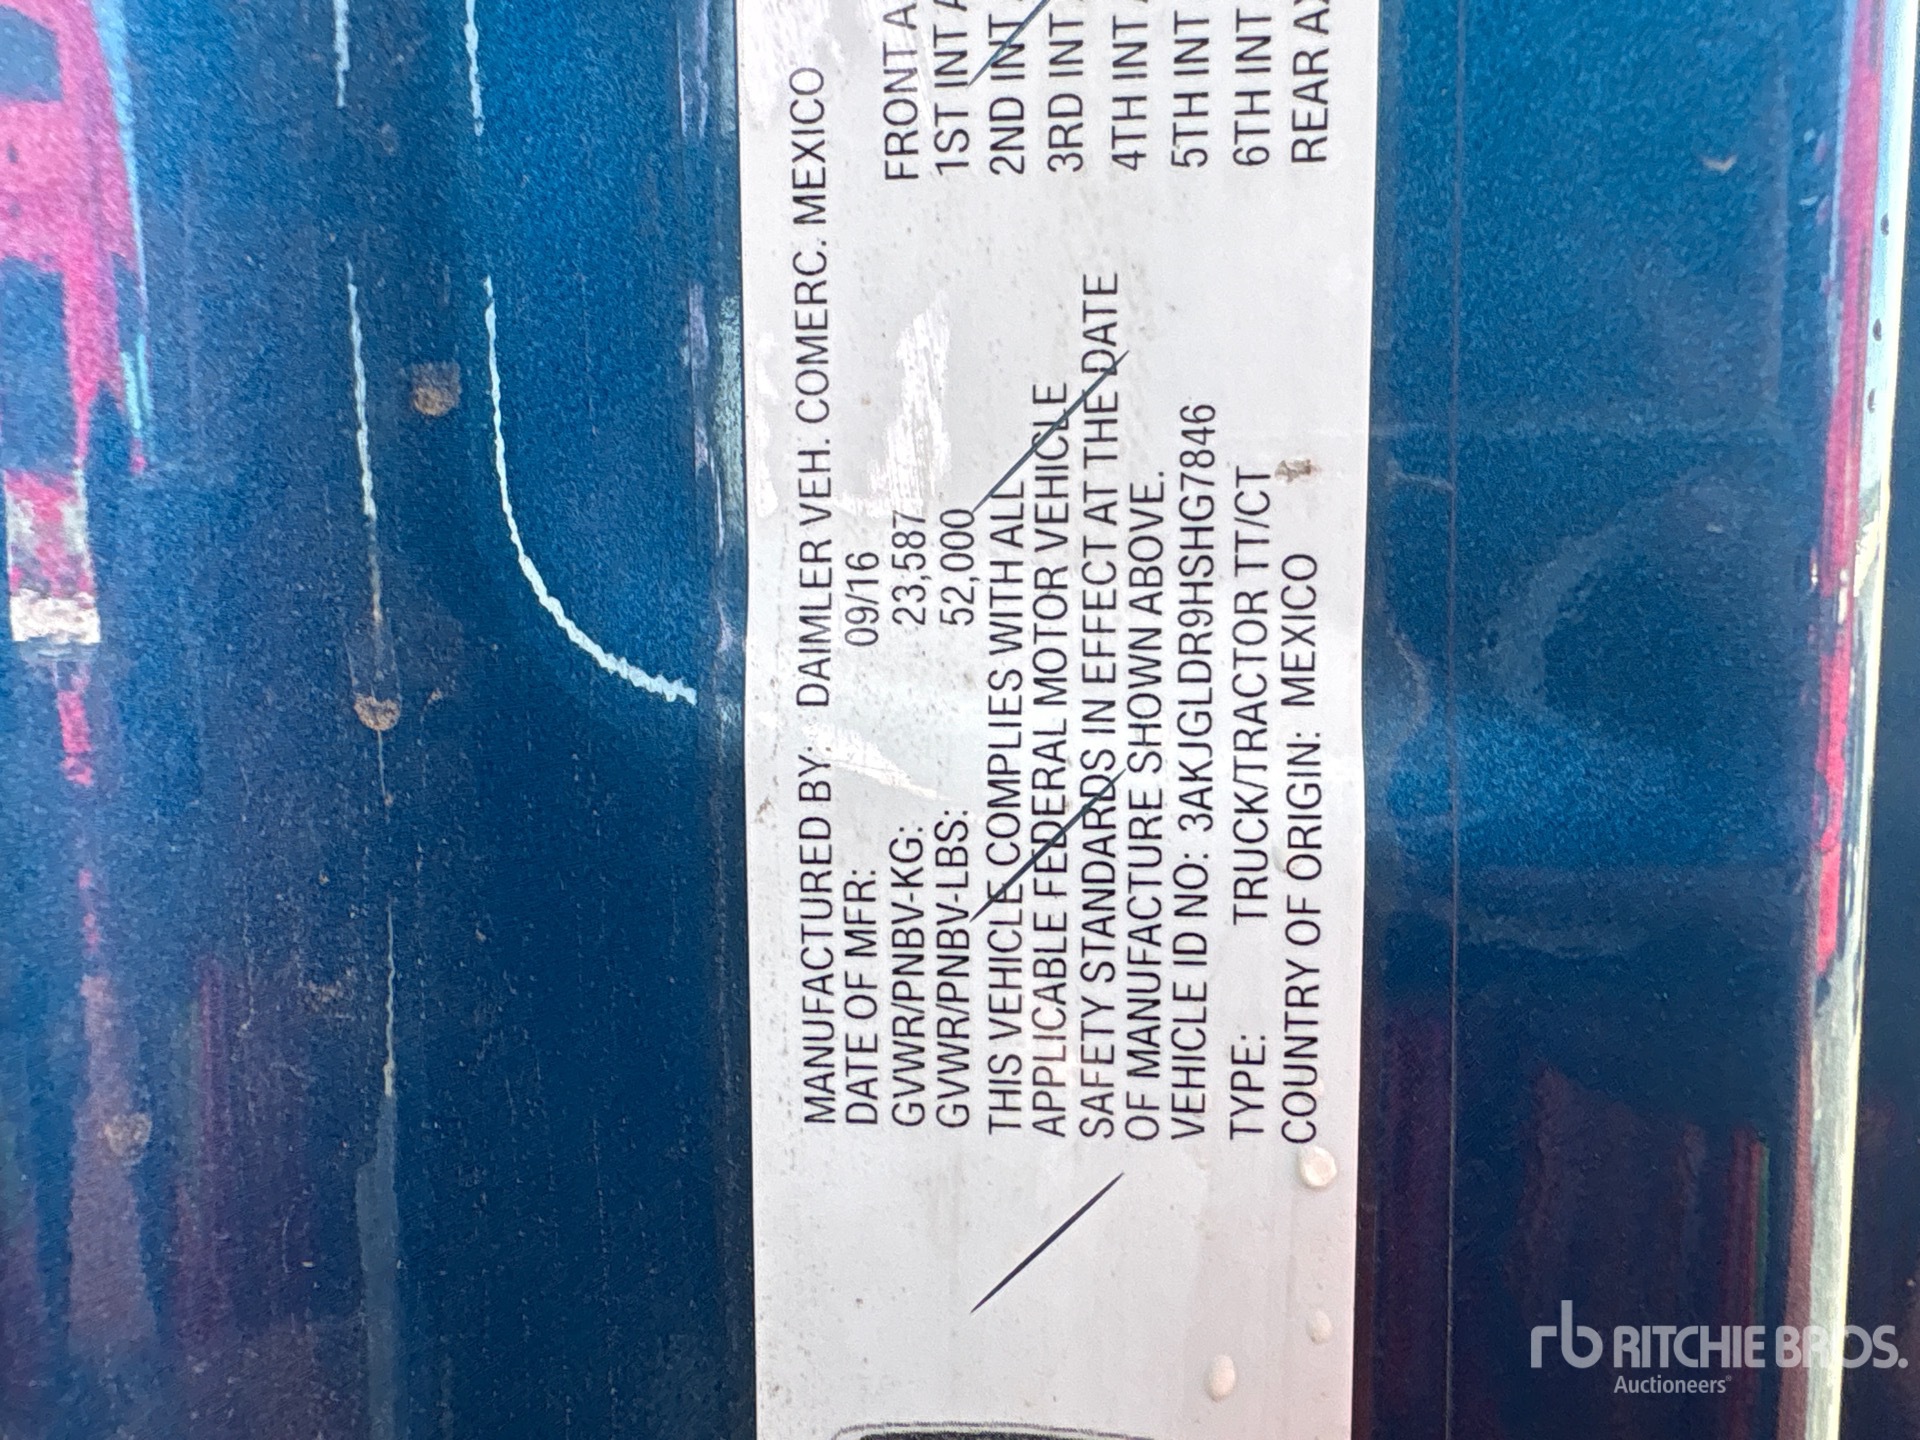 MANUFACTURED BY: DAIMLER VEH. COMERC. MEXICO
DATE OF MFR: 09/16
GVWR/PNBV-KG: 23,587
GVWR/PNBV-LBS: 52,000
THIS VEHICLE COMPLIES WITH ALL
APPLICABLE FEDERAL MOTOR VEHICLE
SAFETY STANDARDS IN EFFECT AT THE DATE
OF MANUFACTURE SHOWN ABOVE.
VEHICLE ID NO: 3AKJGLDR9HSHG7846
TYPE: TRUCK/TRACTOR TT/CT
COUNTRY OF ORIGIN: MEXICO
FRONT A
1ST INT A
2ND INT
3RD INT
4TH INT
5TH INT
6TH INT
REAR AX
rb RITCHIE BROS.
Auctioneers